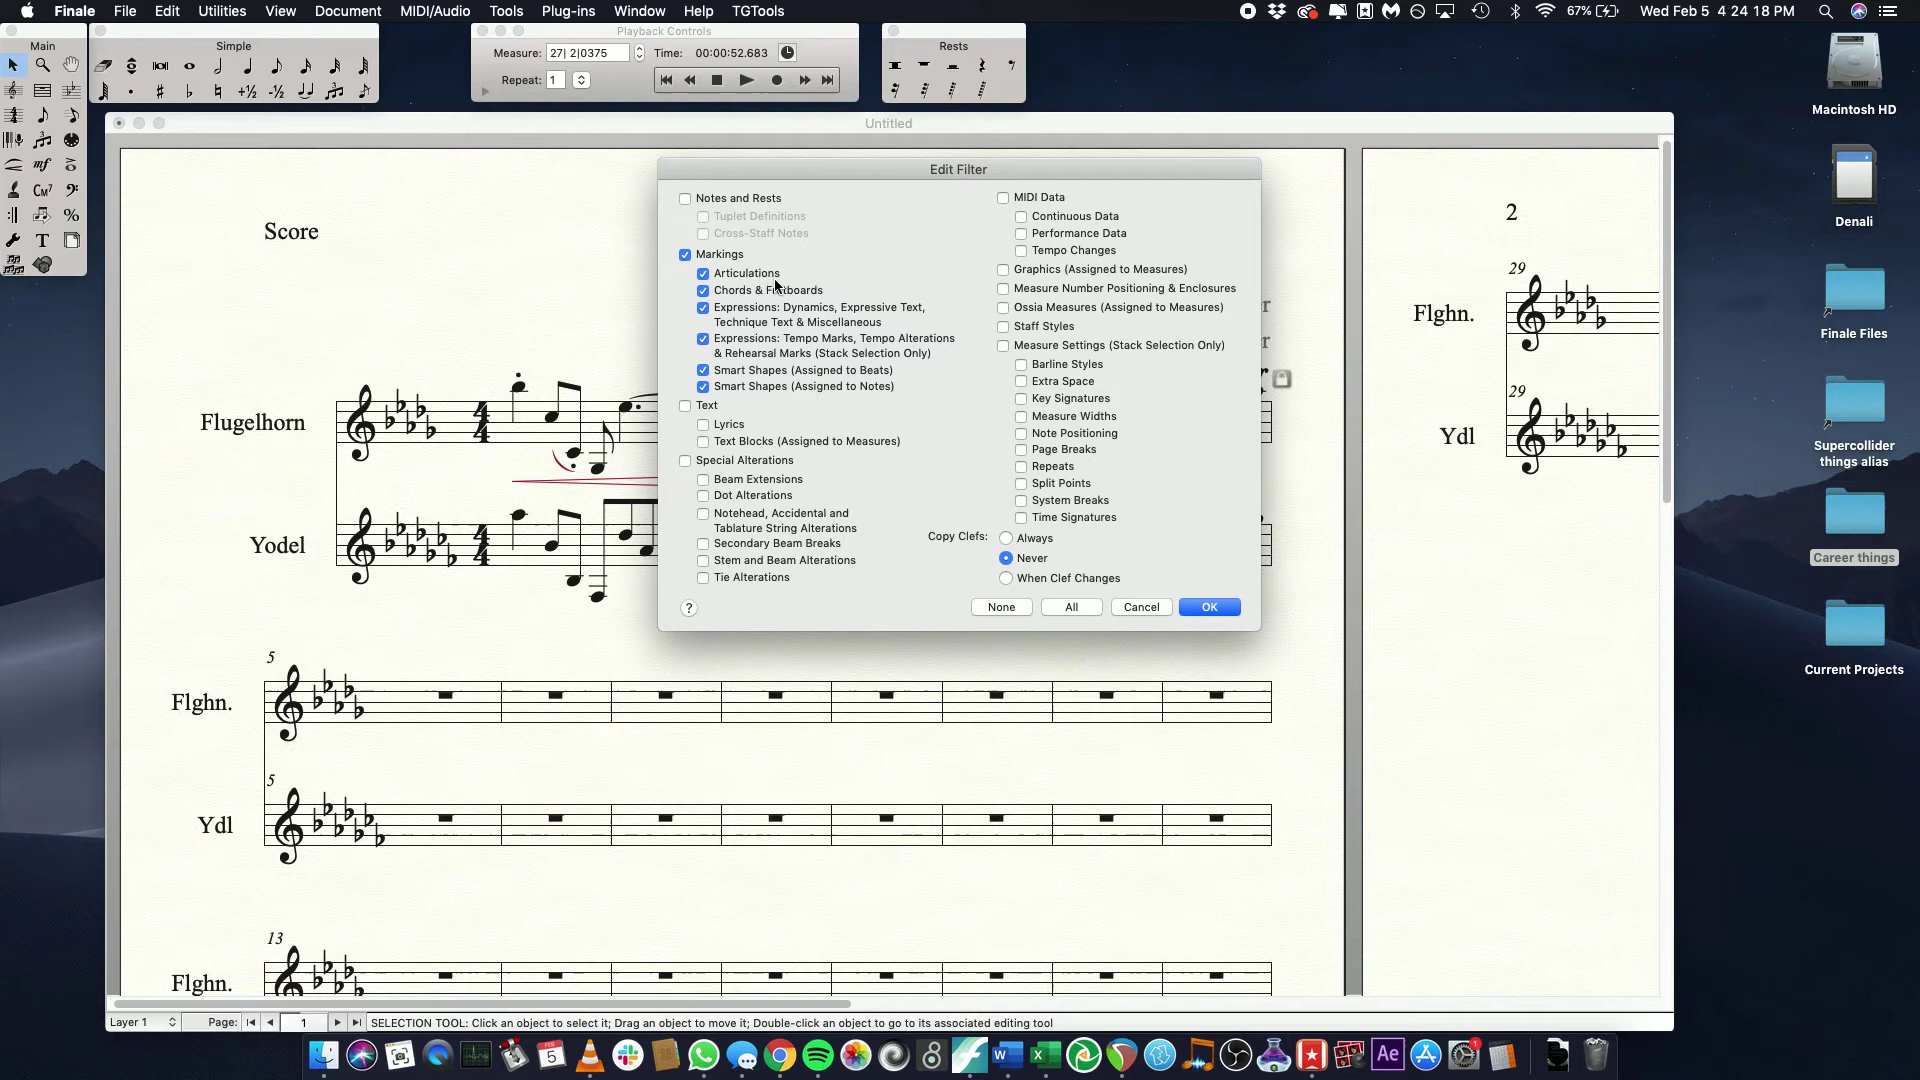 Finale File Edit Utilities View Document MIDI/Audio Tools Plug-ins Window Help TGTools 67% Wed Feb 5 4 24 18 PM
Main
Simple
Playback Controls
Measure: 27| 2|0375 Time: 00:00:52.683
Repeat: 1
Rests
+½ -½
mf
CM7
%
T
Untitled
Macintosh HD
Denali
Finale Files
Supercollider
things alias
Career things
Current Projects
Score
Flugelhorn
Yodel
5
Flghn.
5
Ydl
13
Flghn.
2
29
Flghn.
29
Ydl
Edit Filter
Notes and Rests
Tuplet Definitions
Cross-Staff Notes
Markings
Articulations
Chords & Fretboards
Expressions: Dynamics, Expressive Text,
Technique Text & Miscellaneous
Expressions: Tempo Marks, Tempo Alterations
& Rehearsal Marks (Stack Selection Only)
Smart Shapes (Assigned to Beats)
Smart Shapes (Assigned to Notes)
Text
Lyrics
Text Blocks (Assigned to Measures)
Special Alterations
Beam Extensions
Dot Alterations
Notehead, Accidental and
Tablature String Alterations
Secondary Beam Breaks
Stem and Beam Alterations
Tie Alterations
MIDI Data
Continuous Data
Performance Data
Tempo Changes
Graphics (Assigned to Measures)
Measure Number Positioning & Enclosures
Ossia Measures (Assigned to Measures)
Staff Styles
Measure Settings (Stack Selection Only)
Barline Styles
Extra Space
Key Signatures
Measure Widths
Note Positioning
Page Breaks
Repeats
Split Points
System Breaks
Time Signatures
Copy Clefs: Always
Never
When Clef Changes
? None All Cancel OK
Layer 1 Page: 1 SELECTION TOOL: Click an object to select it; Drag an object to move it; Double-click an object to go to its associated editing tool
FEB
5
8
W
X
Ae
1